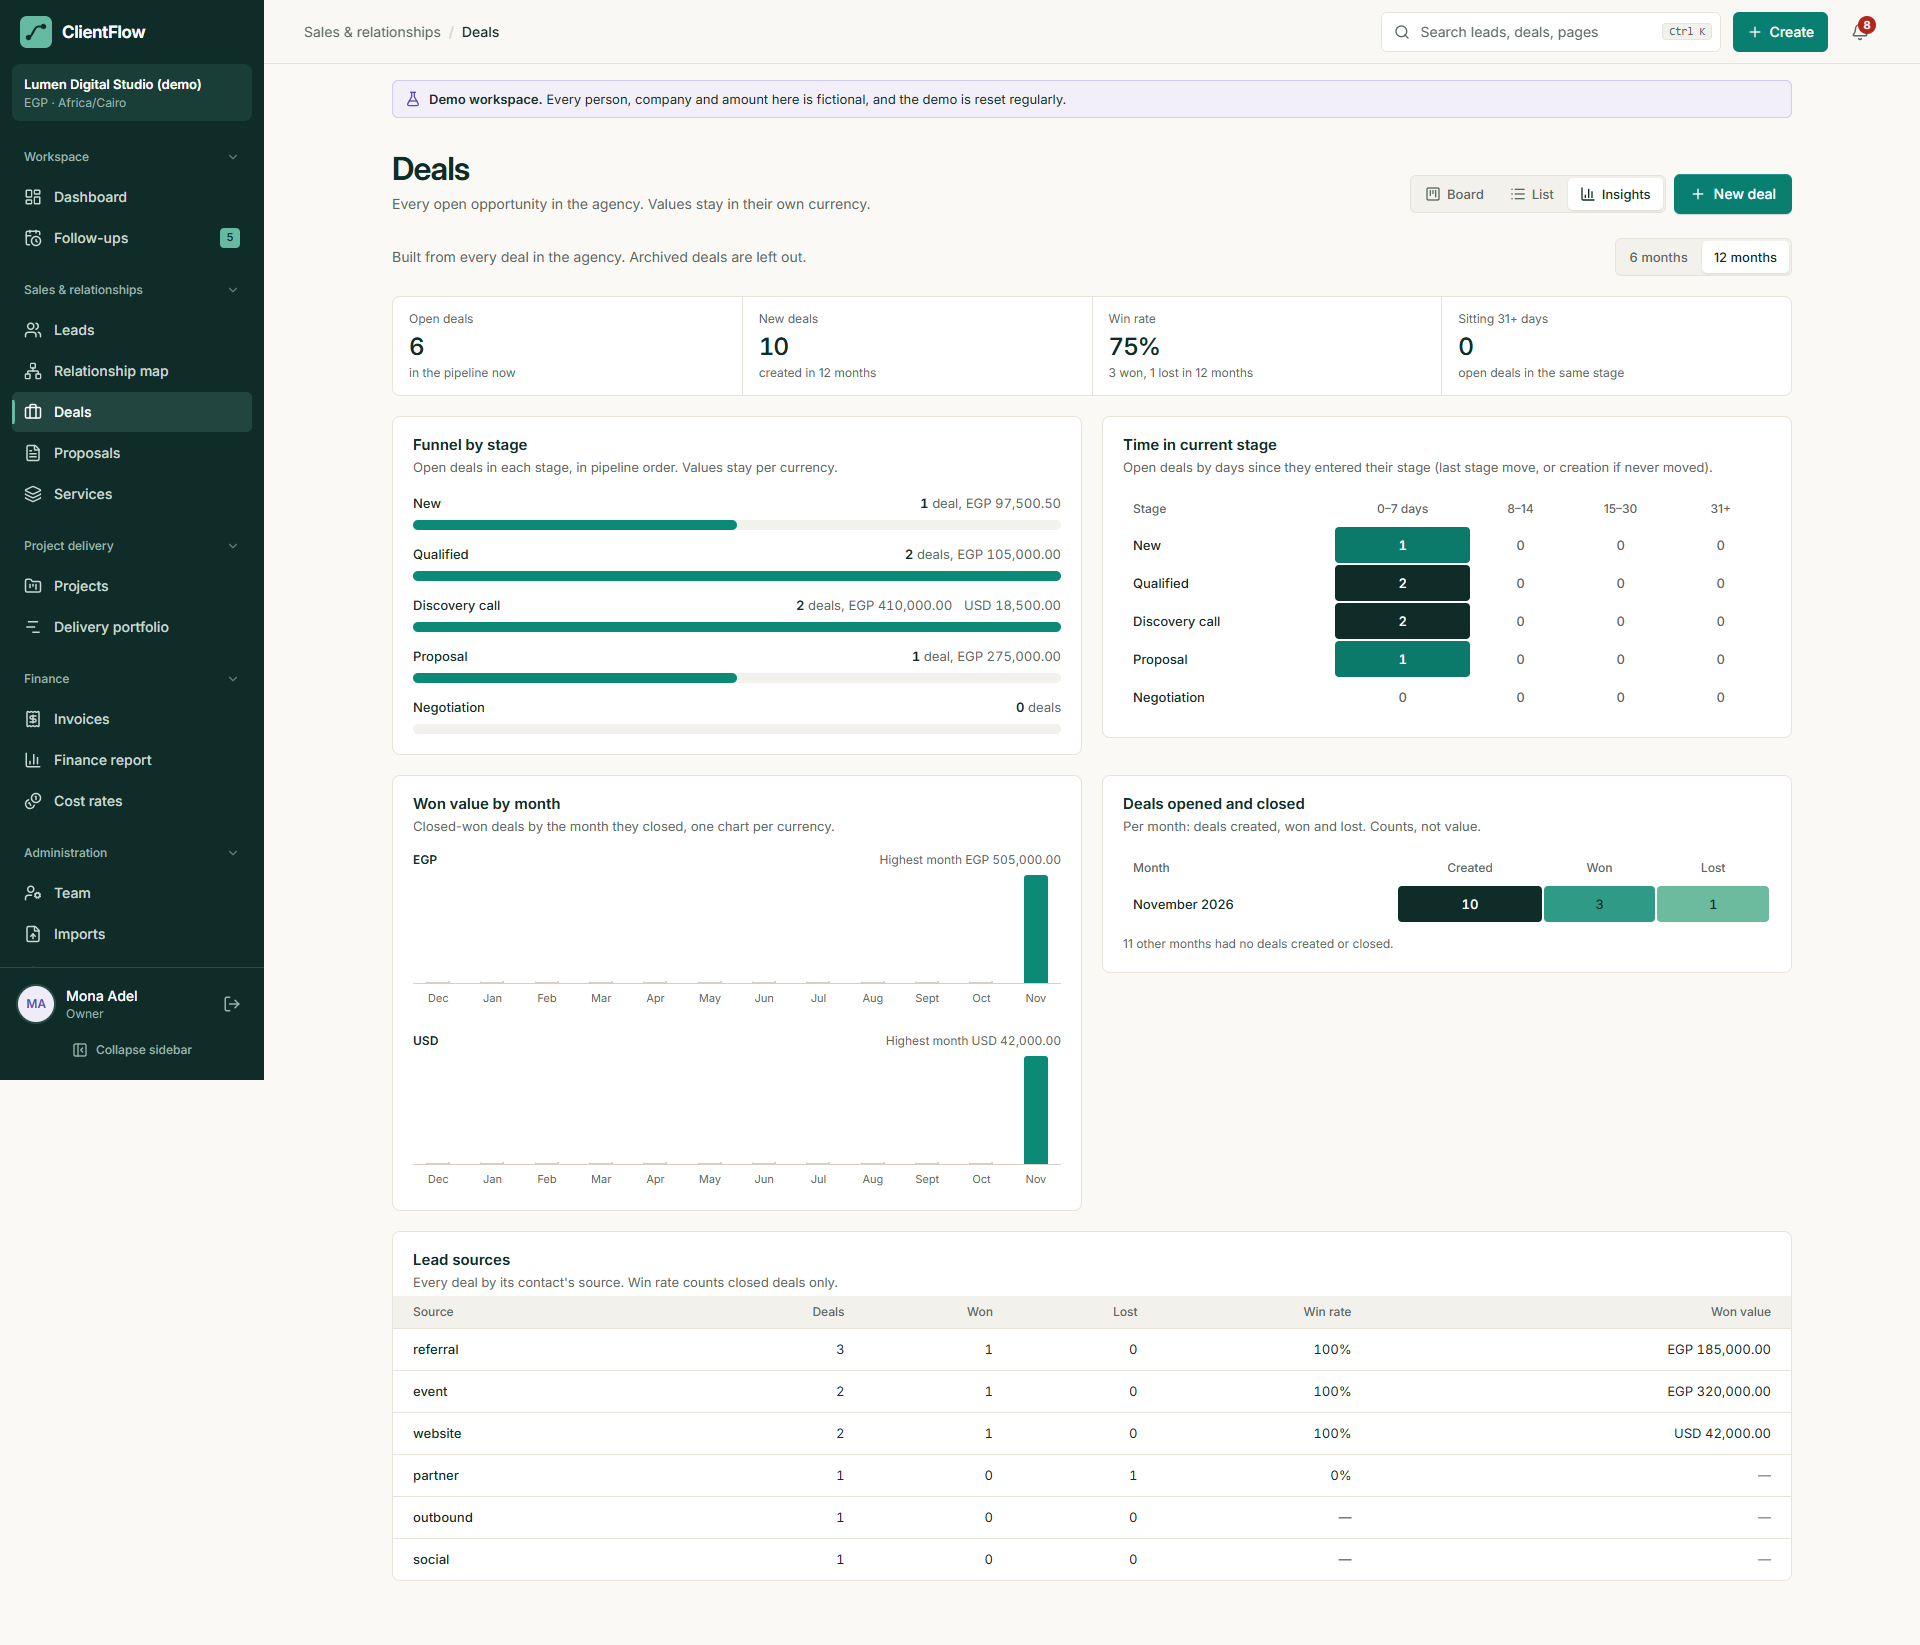 ClientFlow
Lumen Digital Studio (demo)
EGP · Africa/Cairo
Workspace
Dashboard
Follow-ups 5
Sales & relationships
Leads
Relationship map
Deals
Proposals
Services
Project delivery
Projects
Delivery portfolio
Finance
Invoices
Finance report
Cost rates
Administration
Team
Imports
MA Mona Adel
Owner
Collapse sidebar
Sales & relationships / Deals
Search leads, deals, pages Ctrl K
+ Create
8
Demo workspace. Every person, company and amount here is fictional, and the demo is reset regularly.
Deals
Every open opportunity in the agency. Values stay in their own currency.
Board List Insights + New deal
Built from every deal in the agency. Archived deals are left out.
6 months 12 months
Open deals
6
in the pipeline now
New deals
10
created in 12 months
Win rate
75%
3 won, 1 lost in 12 months
Sitting 31+ days
0
open deals in the same stage
Funnel by stage
Open deals in each stage, in pipeline order. Values stay per currency.
New 1 deal, EGP 97,500.50
Qualified 2 deals, EGP 105,000.00
Discovery call 2 deals, EGP 410,000.00 USD 18,500.00
Proposal 1 deal, EGP 275,000.00
Negotiation 0 deals
Time in current stage
Open deals by days since they entered their stage (last stage move, or creation if never moved).
Stage 0–7 days 8–14 15–30 31+
New 1 0 0 0
Qualified 2 0 0 0
Discovery call 2 0 0 0
Proposal 1 0 0 0
Negotiation 0 0 0 0
Won value by month
Closed-won deals by the month they closed, one chart per currency.
EGP Highest month EGP 505,000.00
Dec Jan Feb Mar Apr May Jun Jul Aug Sept Oct Nov
USD Highest month USD 42,000.00
Dec Jan Feb Mar Apr May Jun Jul Aug Sept Oct Nov
Deals opened and closed
Per month: deals created, won and lost. Counts, not value.
Month Created Won Lost
November 2026 10 3 1
11 other months had no deals created or closed.
Lead sources
Every deal by its contact's source. Win rate counts closed deals only.
Source Deals Won Lost Win rate Won value
referral 3 1 0 100% EGP 185,000.00
event 2 1 0 100% EGP 320,000.00
website 2 1 0 100% USD 42,000.00
partner 1 0 1 0% —
outbound 1 0 0 — —
social 1 0 0 — —